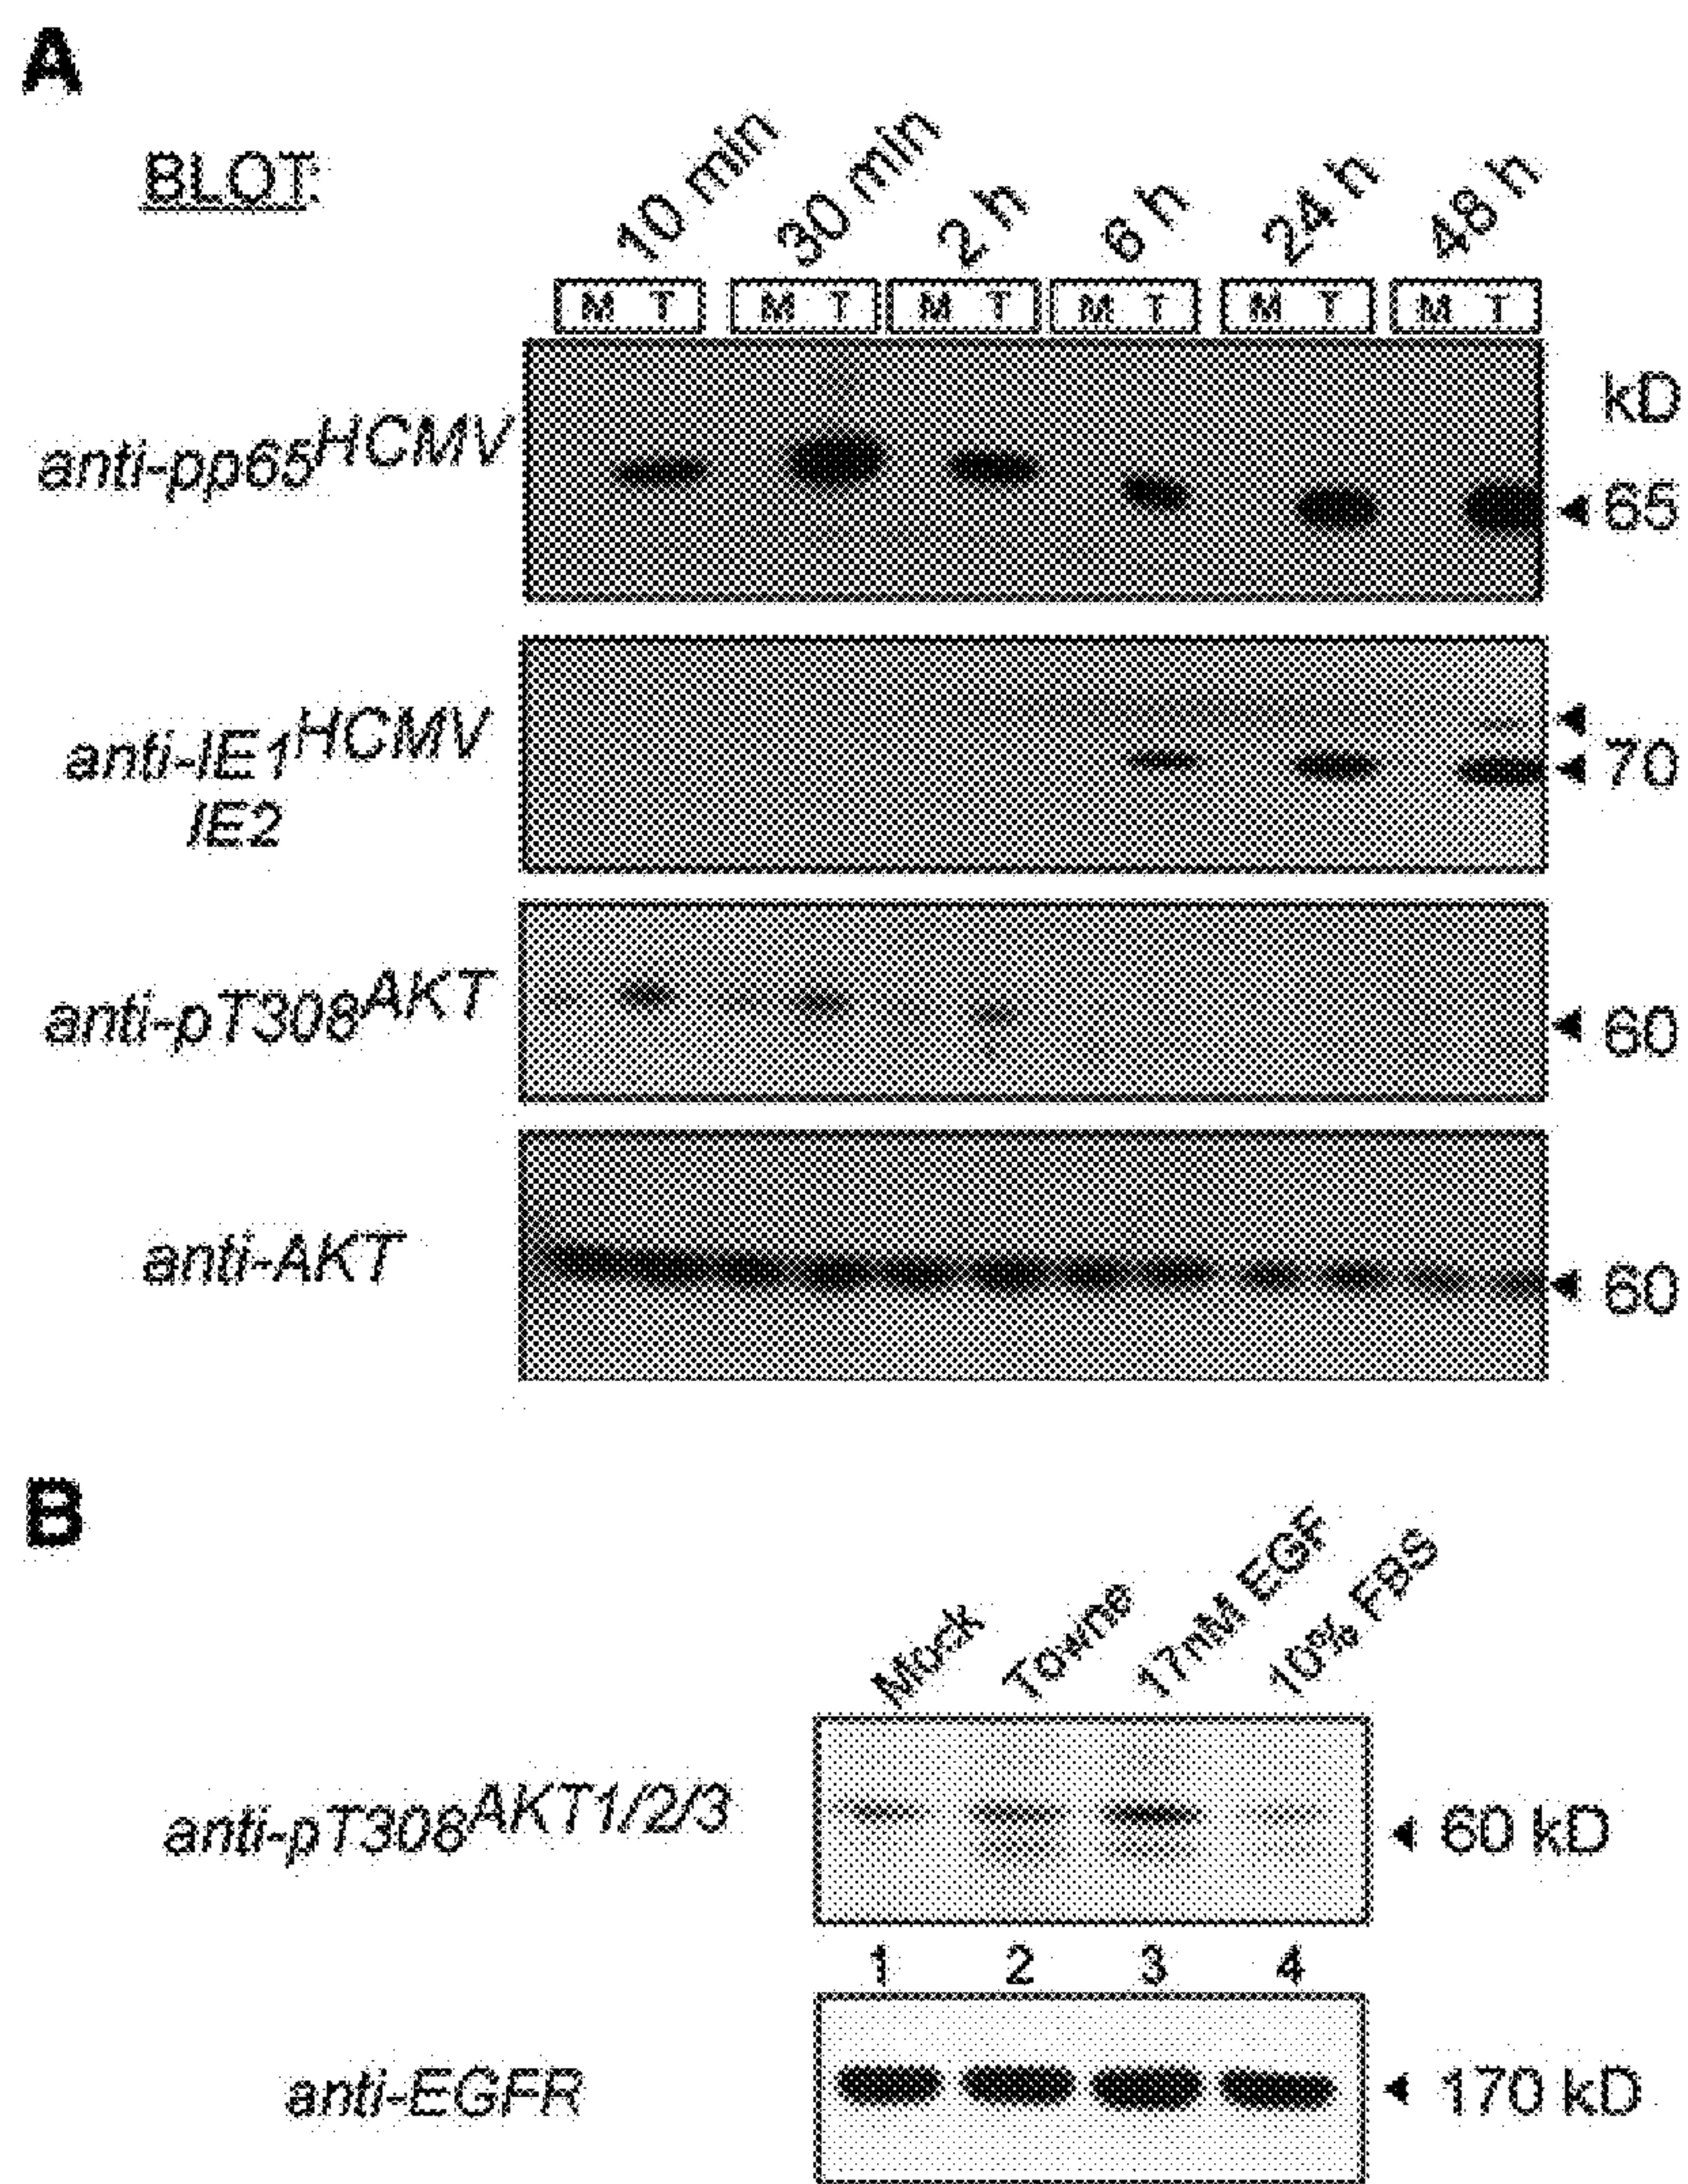 A
BLOT:
10 min 30 min 2 h 6 h 24 h 48 h
M T M T M T M T M T M T
kD
anti-pp65HCMV
65
anti-IE1HCMV
IE2
70
anti-pT308AKT
60
anti-AKT
60
B
Mock Towne 17nM EGF 10% FBS
anti-pT308AKT1/2/3
60 kD
1 2 3 4
anti-EGFR
170 kD